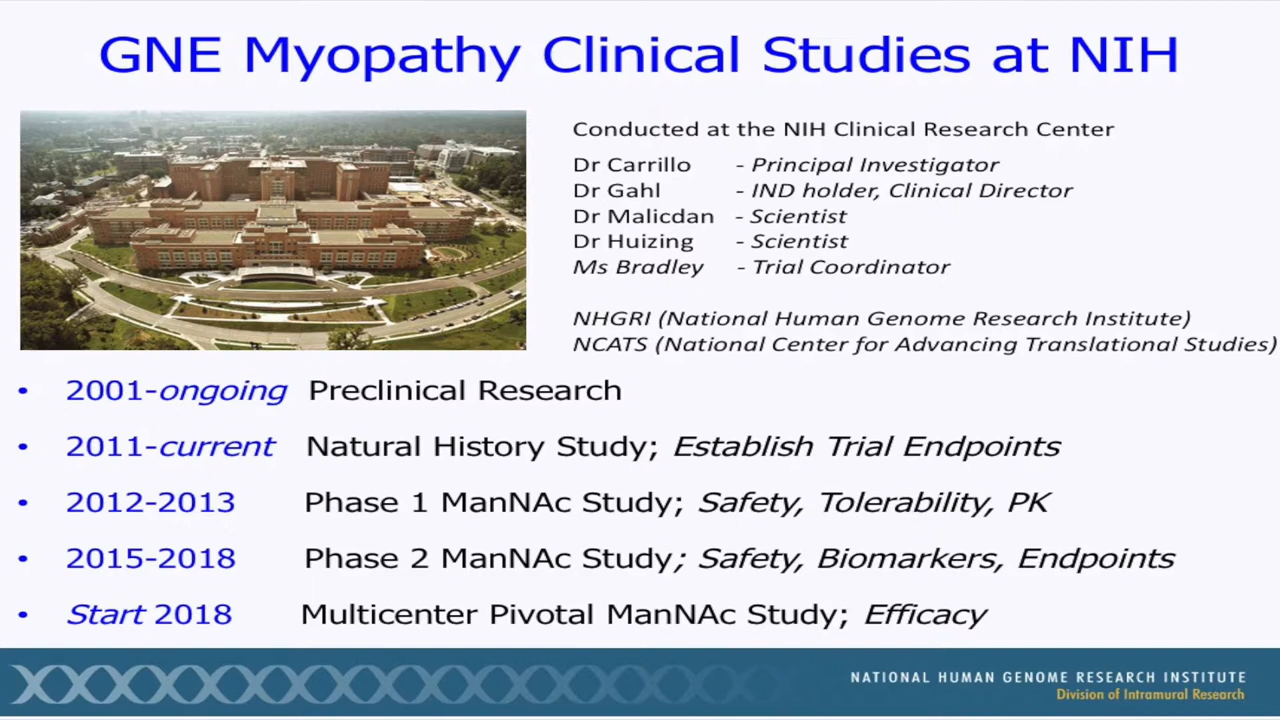 GNE Myopathy Clinical Studies at NIH
Conducted at the NIH Clinical Research Center
Dr Carrillo - Principal Investigator
Dr Gahl - IND holder, Clinical Director
Dr Malicdan - Scientist
Dr Huizing - Scientist
Ms Bradley - Trial Coordinator
NHGRI (National Human Genome Research Institute)
NCATS (National Center for Advancing Translational Studies)
• 2001-ongoing Preclinical Research
• 2011-current Natural History Study; Establish Trial Endpoints
• 2012-2013 Phase 1 ManNAc Study; Safety, Tolerability, PK
• 2015-2018 Phase 2 ManNAc Study; Safety, Biomarkers, Endpoints
• Start 2018 Multicenter Pivotal ManNAc Study; Efficacy
NATIONAL HUMAN GENOME RESEARCH INSTITUTE
Division of Intramural Research